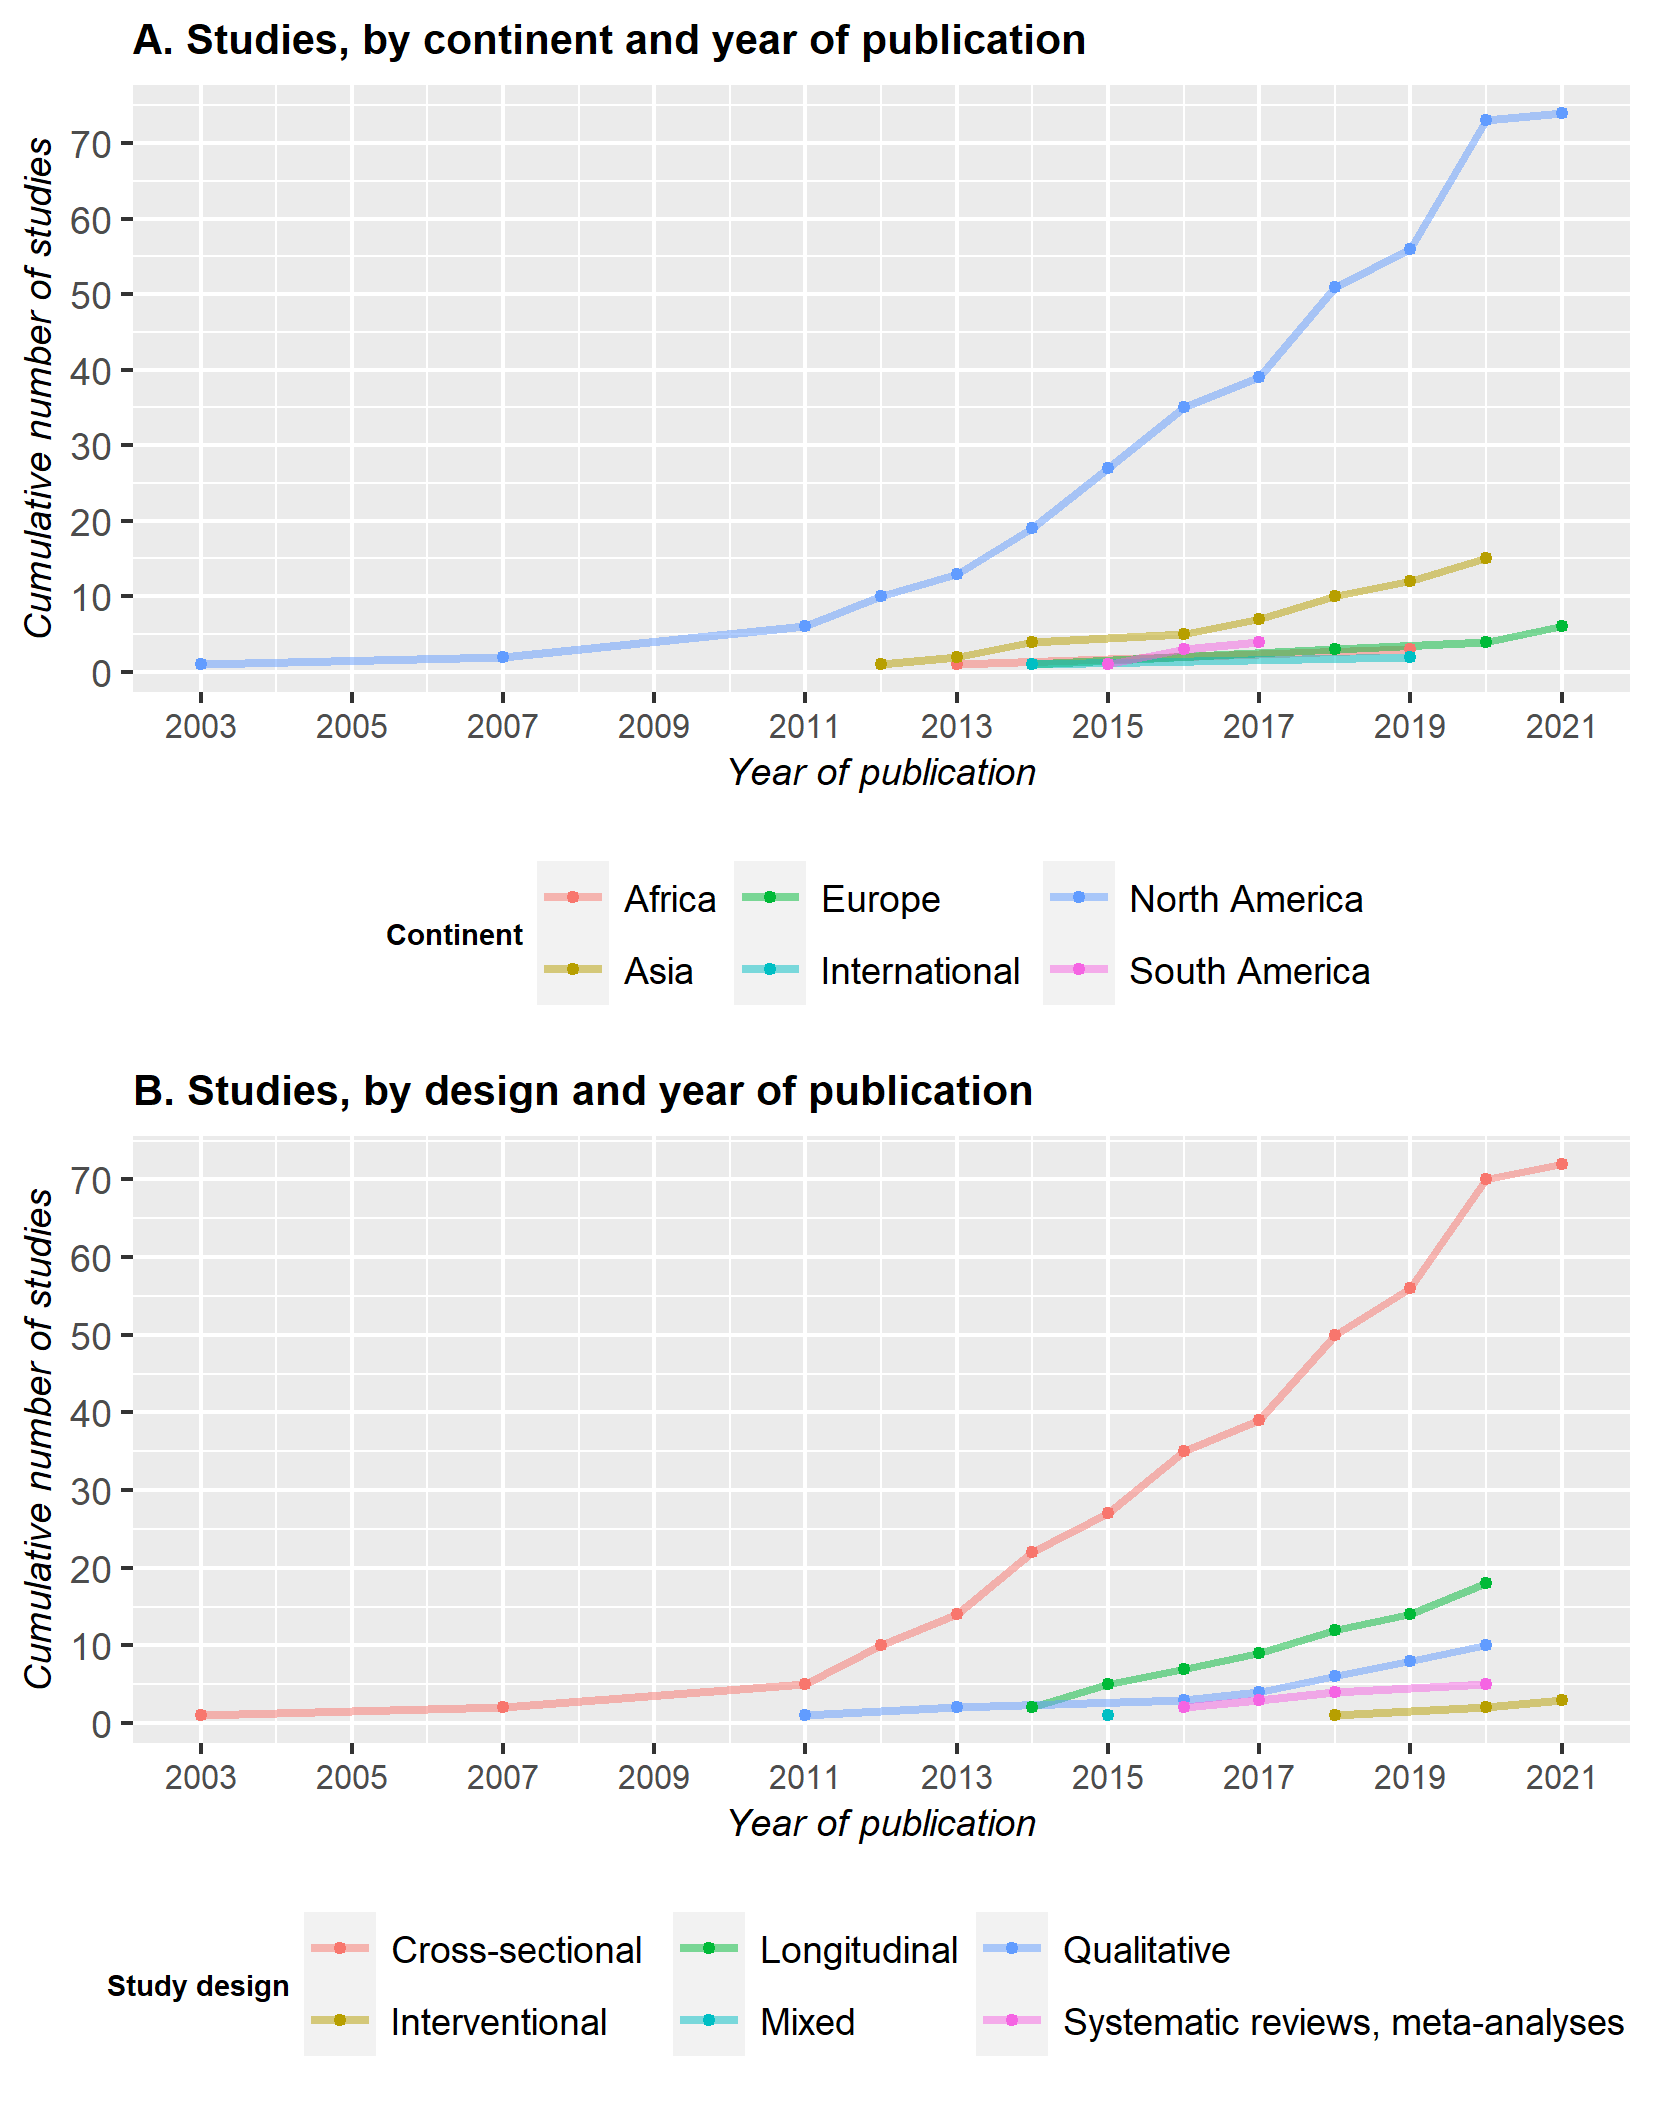 A. Studies, by continent and year of publication
Cumulative number of studies
70
60
50
40
30
20
10
0
2003 2005 2007 2009 2011 2013 2015 2017 2019 2021
Year of publication
Continent
Africa Europe North America
Asia International South America
B. Studies, by design and year of publication
Cumulative number of studies
70
60
50
40
30
20
10
0
2003 2005 2007 2009 2011 2013 2015 2017 2019 2021
Year of publication
Study design
Cross-sectional Longitudinal Qualitative
Interventional Mixed Systematic reviews, meta-analyses